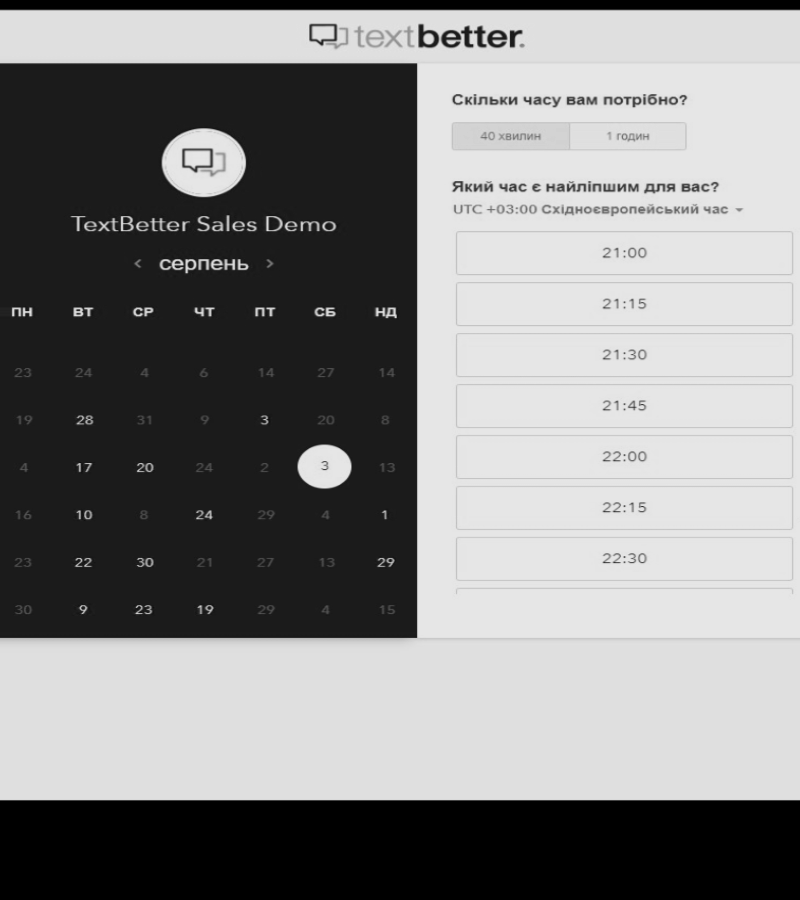 textbetter.
TextBetter Sales Demo
< серпень >
ПН ВТ СР ЧТ ПТ СБ НД
23 24 4 6 14 27 14
19 28 31 9 3 20 8
4 17 20 24 2 3 13
16 10 8 24 29 4 1
23 22 30 21 27 13 29
30 9 23 19 29 4 15
Скільки часу вам потрібно?
40 хвилин 1 годин
Який час є найліпшим для вас?
UTC +03:00 Східноєвропейський час
21:00
21:15
21:30
21:45
22:00
22:15
22:30